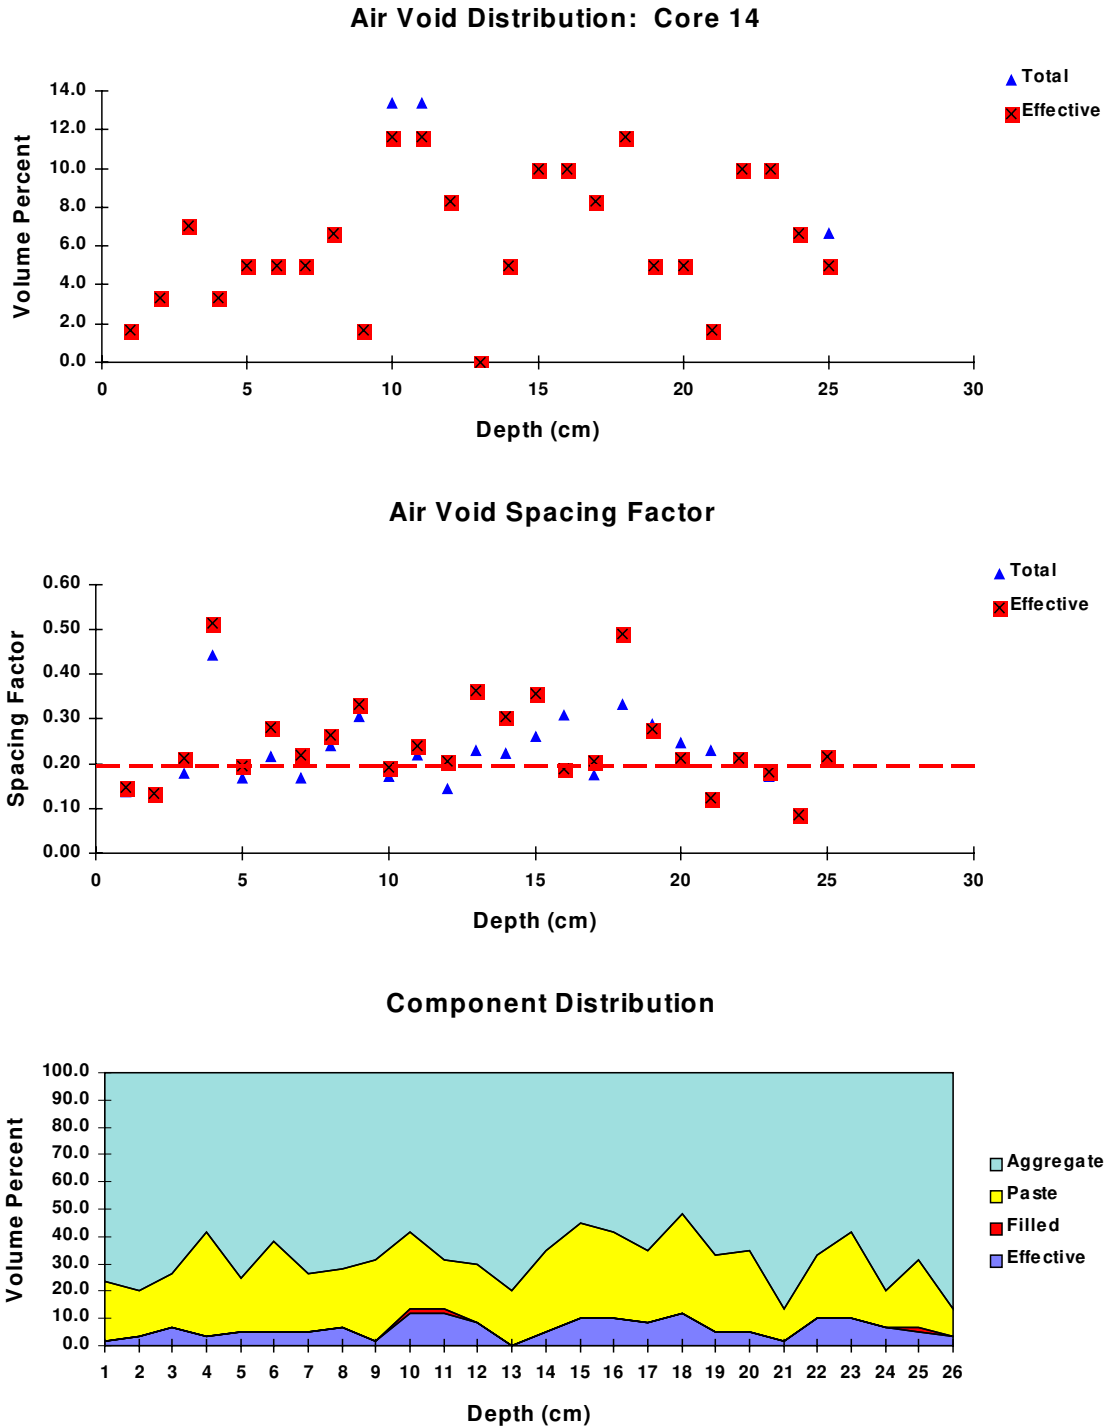 Air Void Distribution: Core 14
Total
Effective
14.0
12.0
10.0
8.0
6.0
4.0
2.0
0.0
Volume Percent
0 5 10 15 20 25 30
Depth (cm)
Air Void Spacing Factor
Total
Effective
0.60
0.50
0.40
0.30
0.20
0.10
0.00
Spacing Factor
0 5 10 15 20 25 30
Depth (cm)
Component Distribution
100.0
90.0
80.0
70.0
60.0
50.0
40.0
30.0
20.0
10.0
0.0
Volume Percent
Aggregate
Paste
Filled
Effective
1 2 3 4 5 6 7 8 9 10 11 12 13 14 15 16 17 18 19 20 21 22 23 24 25 26
Depth (cm)